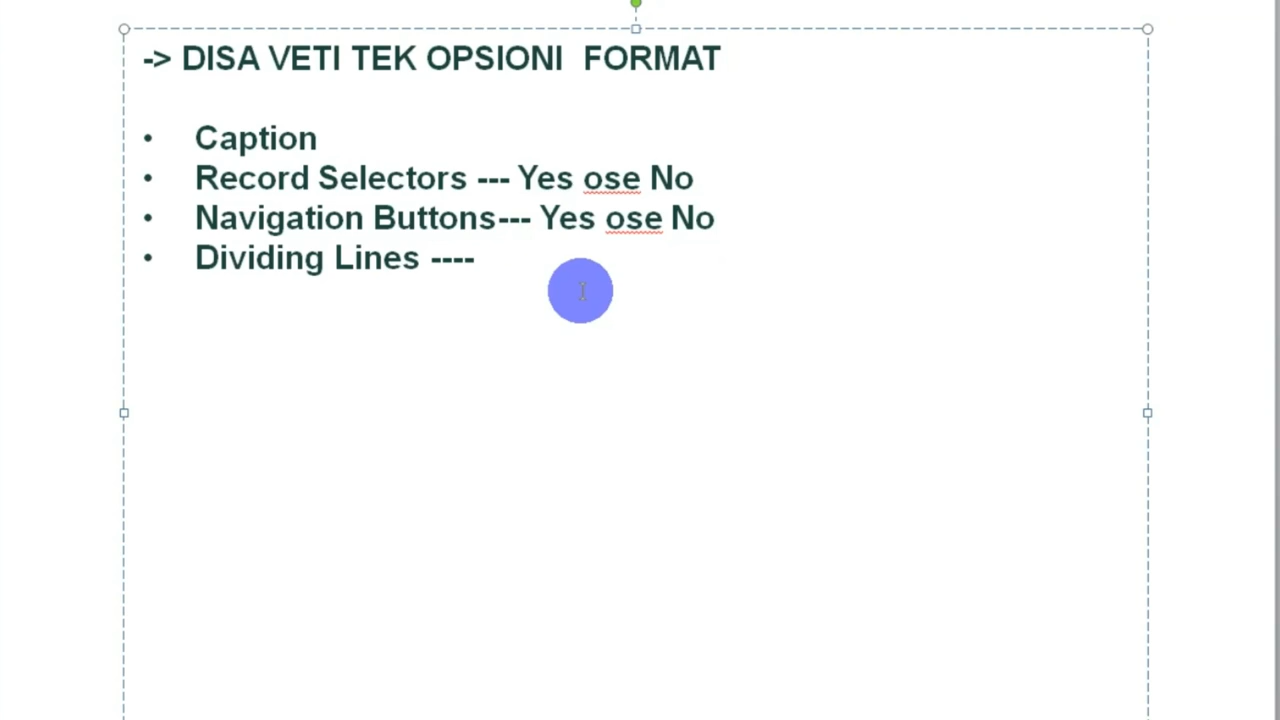 -> DISA VETI TEK OPSIONI  FORMAT
• Caption
• Record Selectors --- Yes ose No
• Navigation Buttons--- Yes ose No
• Dividing Lines ----